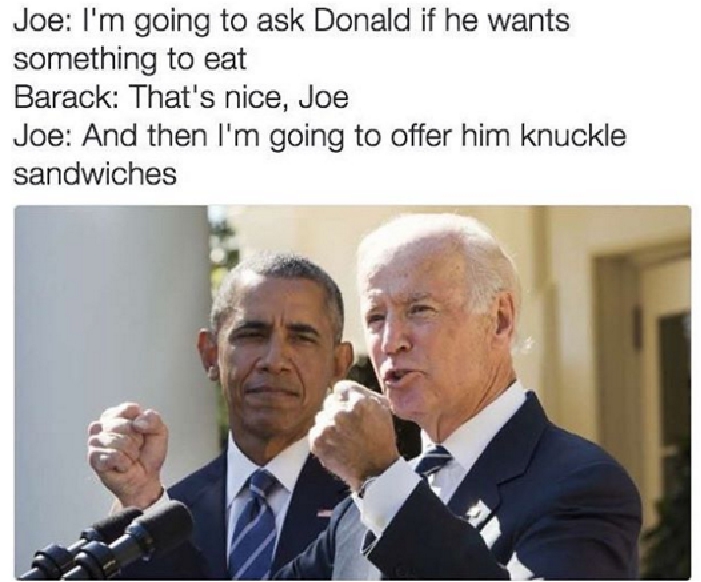 Joe: I'm going to ask Donald if he wants
something to eat
Barack: That's nice, Joe
Joe: And then I'm going to offer him knuckle
sandwiches